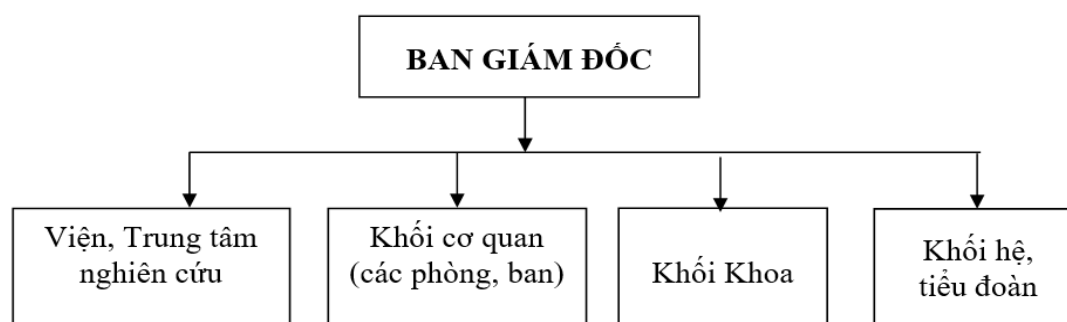 BAN GIÁM ĐỐC
Viện, Trung tâm
nghiên cứu
Khối cơ quan
(các phòng, ban)
Khối Khoa
Khối hệ,
tiểu đoàn